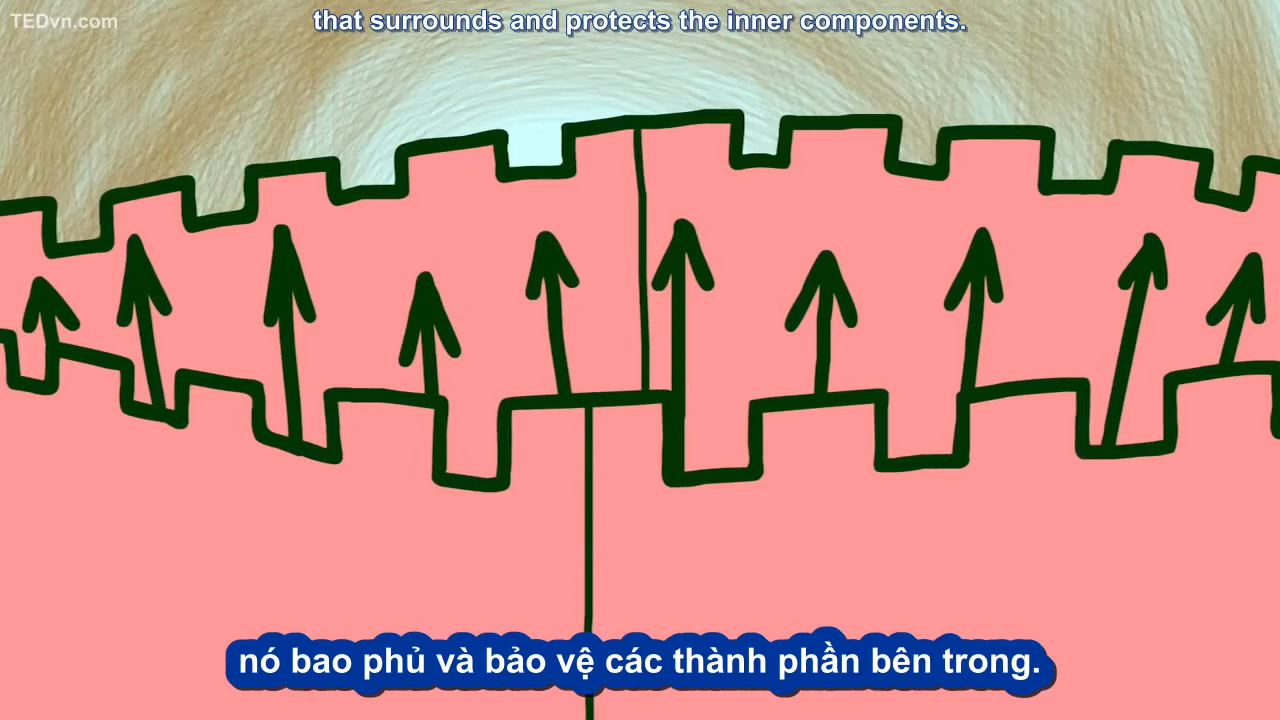 TEDvn.com
that surrounds and protects the inner components.
nó bao phủ và bảo vệ các thành phần bên trong.